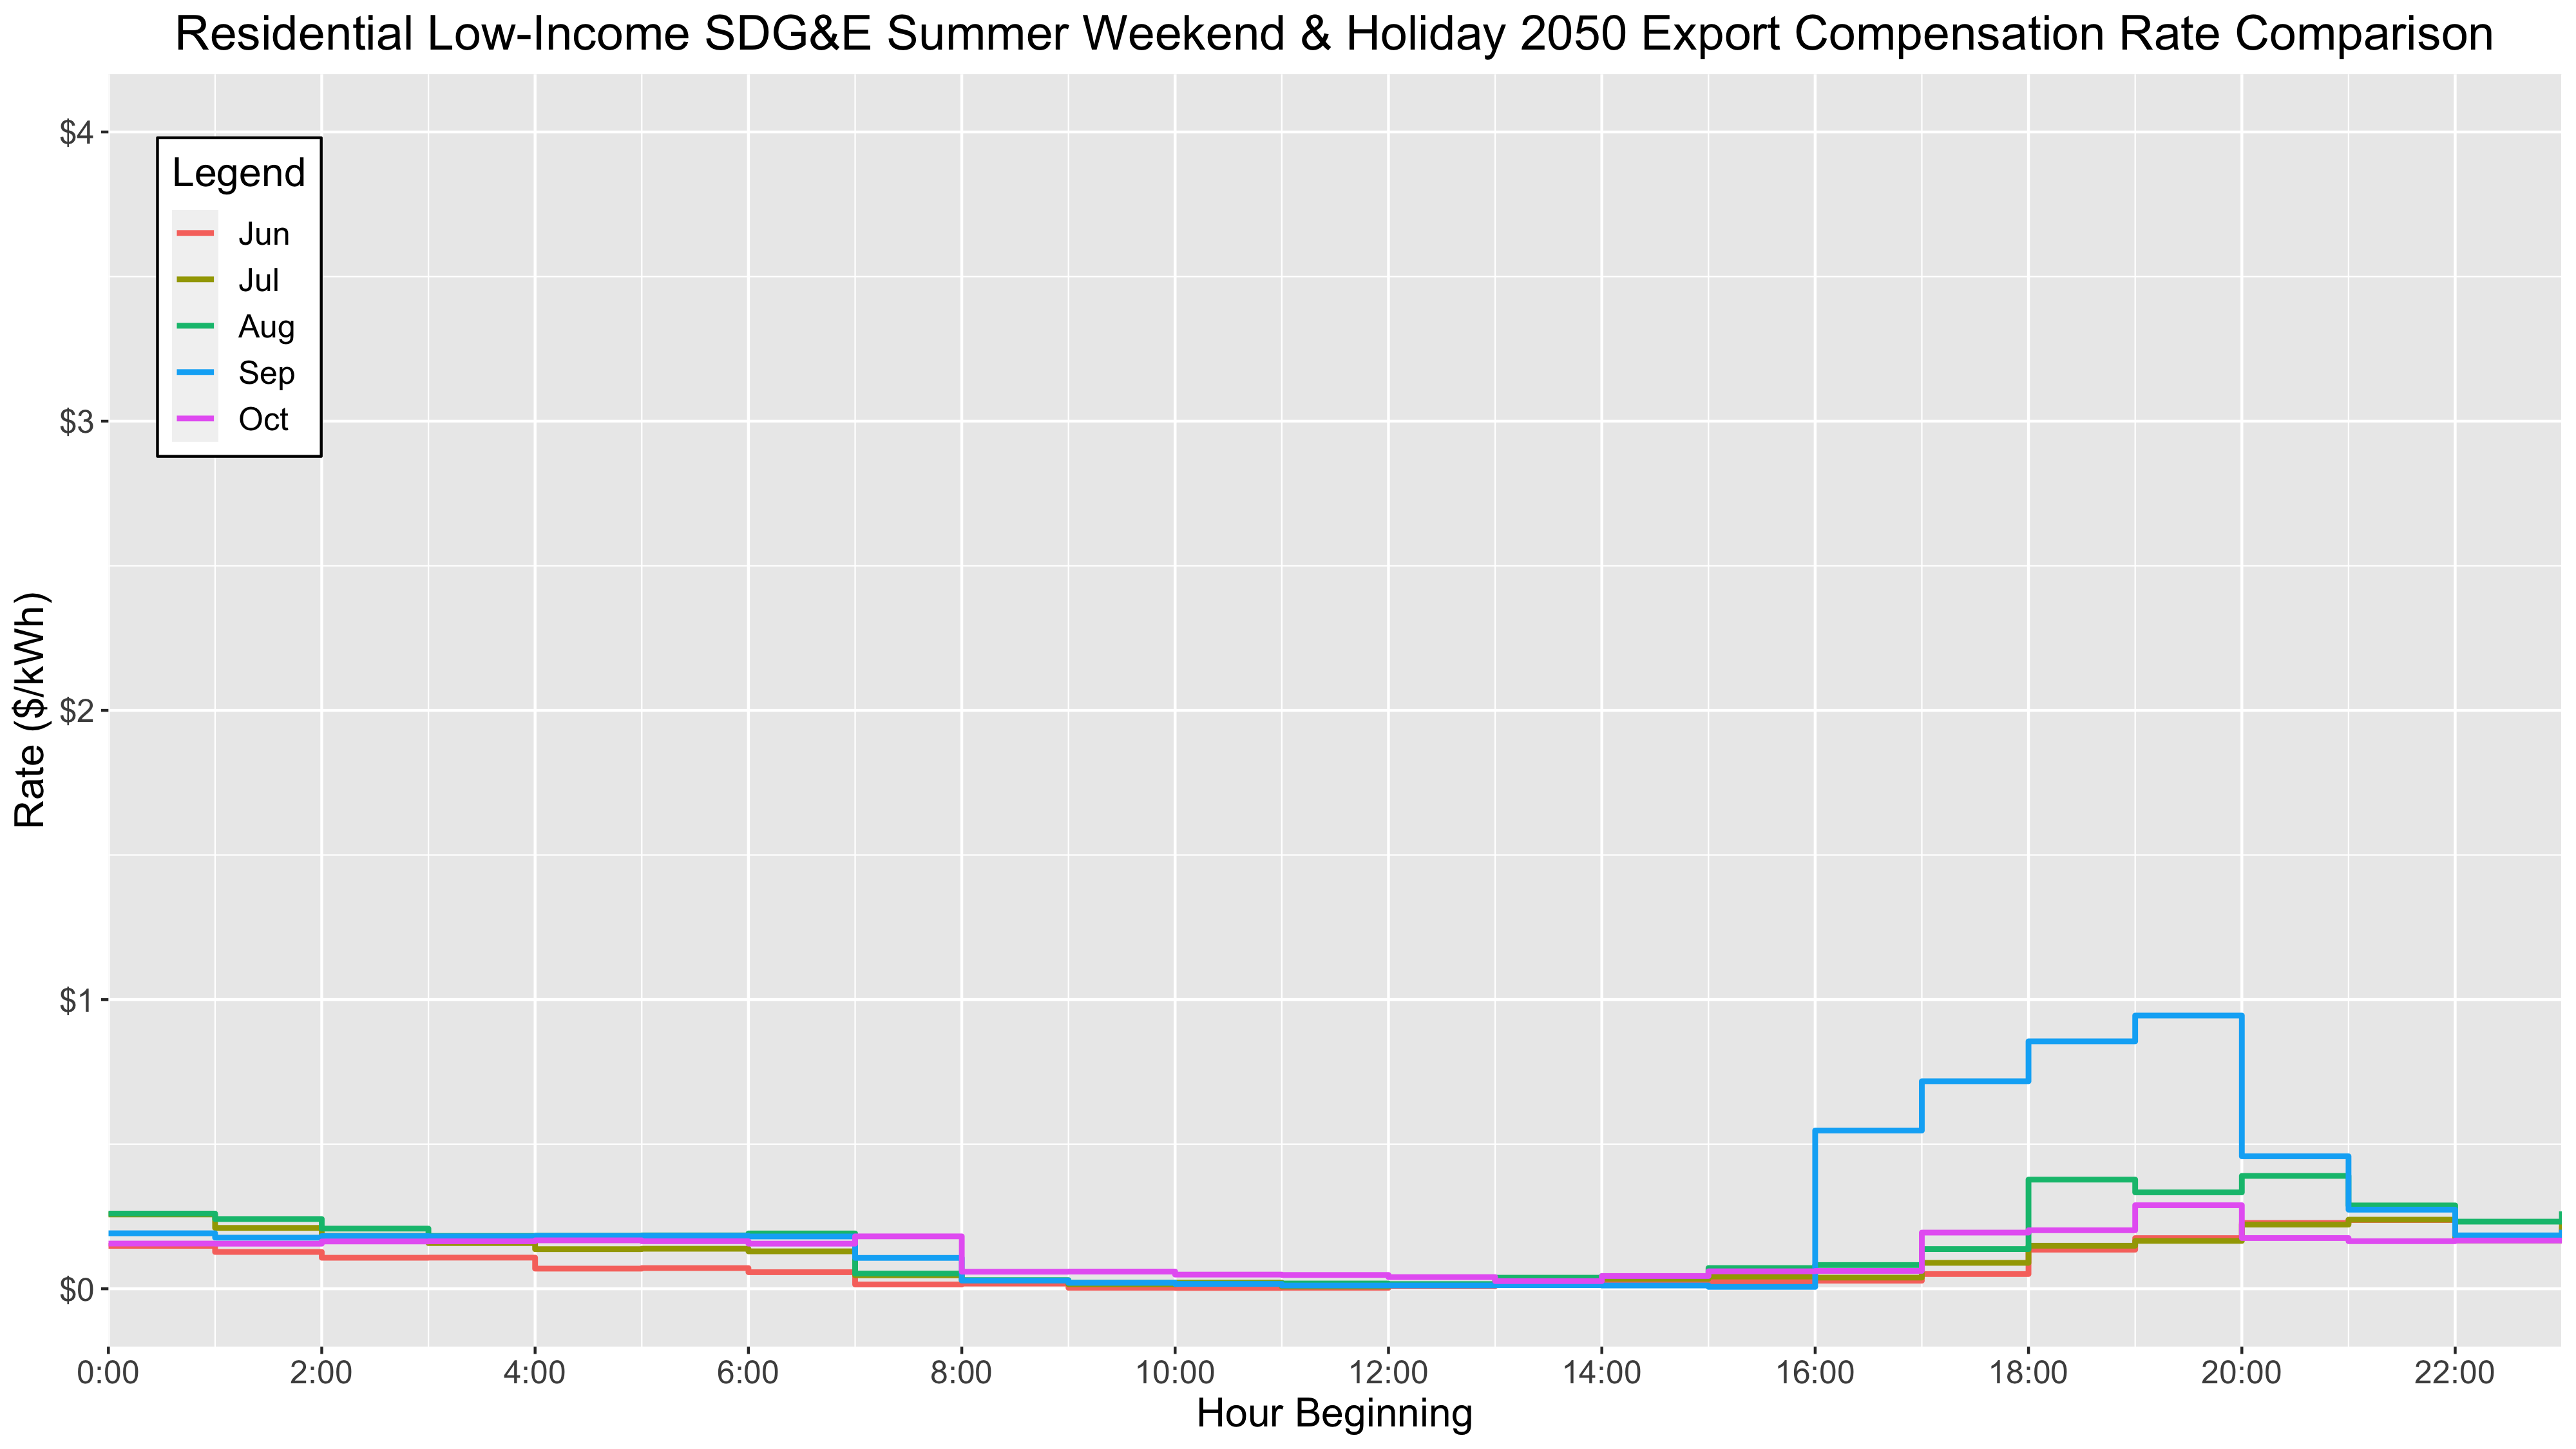 Residential Low-Income SDG&E Summer Weekend & Holiday 2050 Export Compensation Rate Comparison
Legend
Jun
Jul
Aug
Sep
Oct
Rate ($/kWh)
$4
$3
$2
$1
$0
0:00 2:00 4:00 6:00 8:00 10:00 12:00 14:00 16:00 18:00 20:00 22:00
Hour Beginning